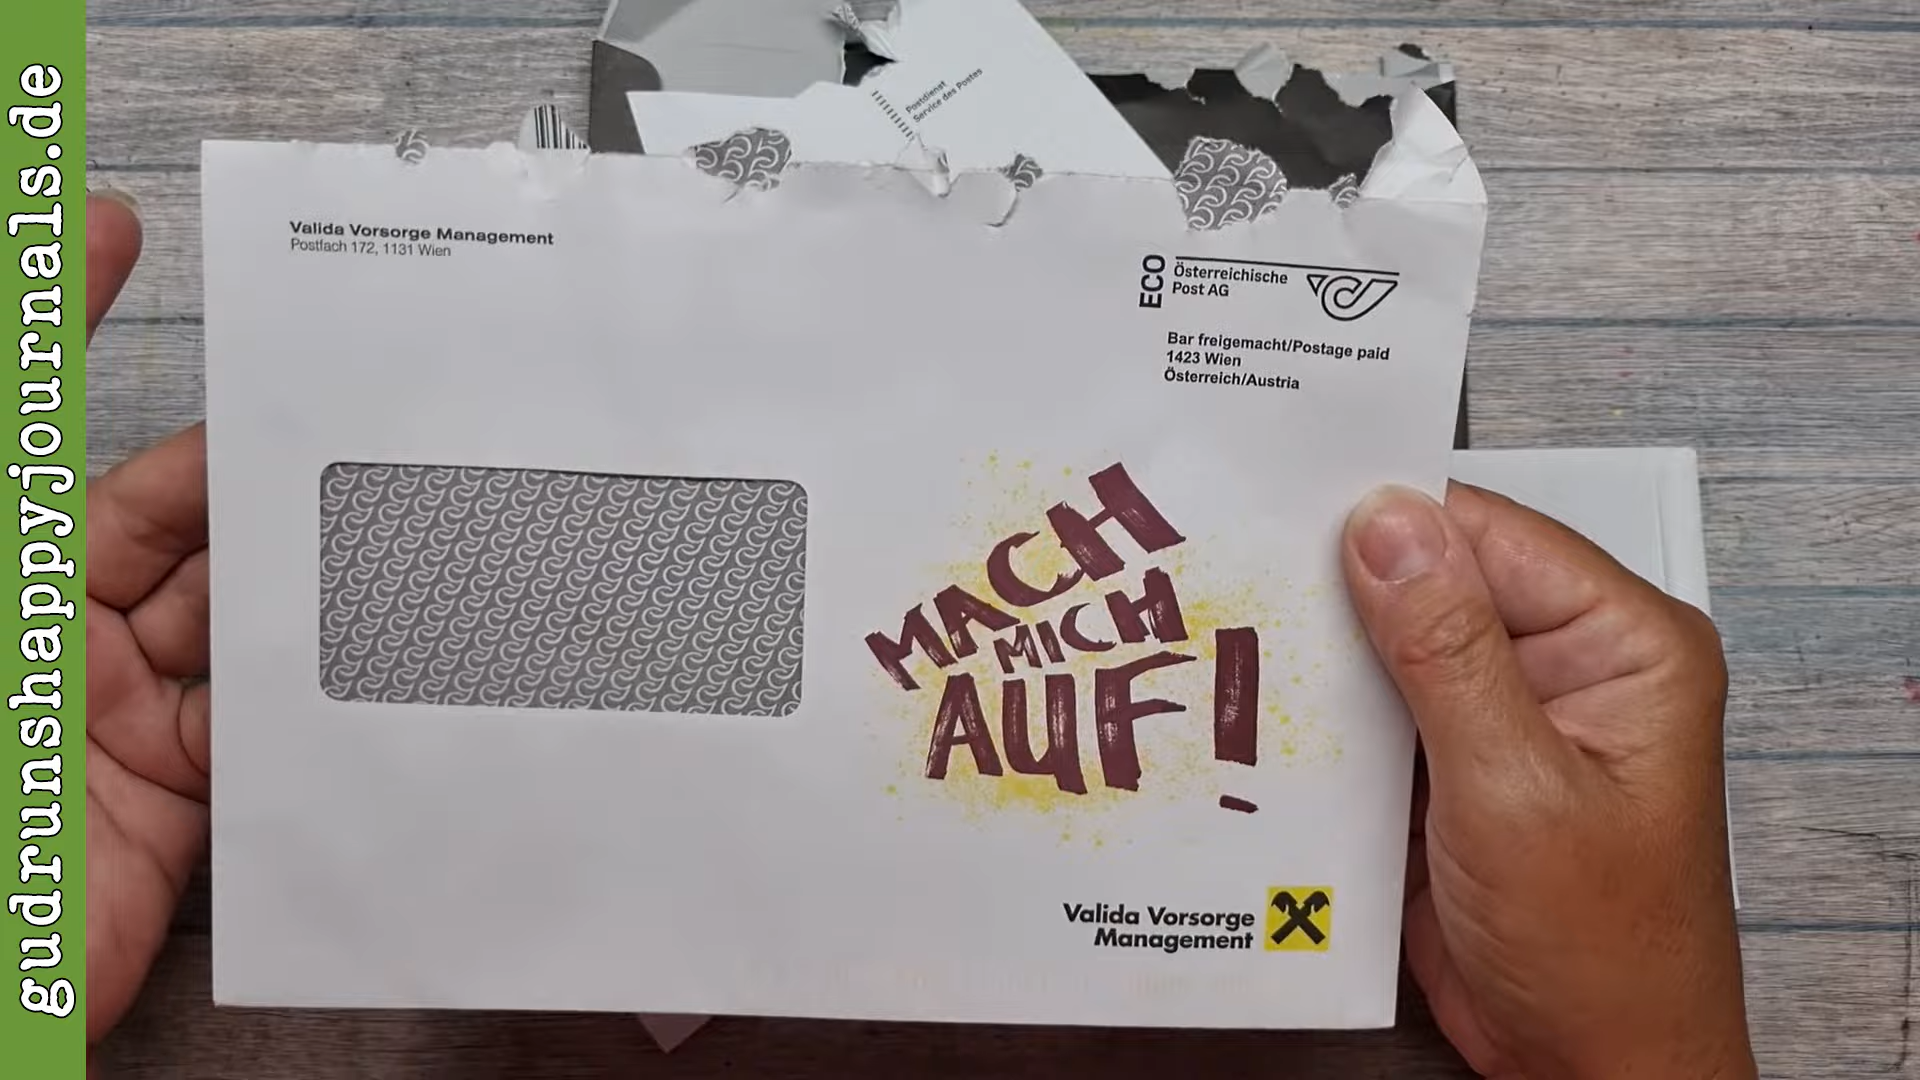 gudrunshappyjournals.de
Postdienst
Service des Postes
Valida Vorsorge Management
Postfach 172, 1131 Wien
ECO
Österreichische
Post AG
Bar freigemacht/Postage paid
1423 Wien
Österreich/Austria
MACH
MICH
AUF!
Valida Vorsorge
Management